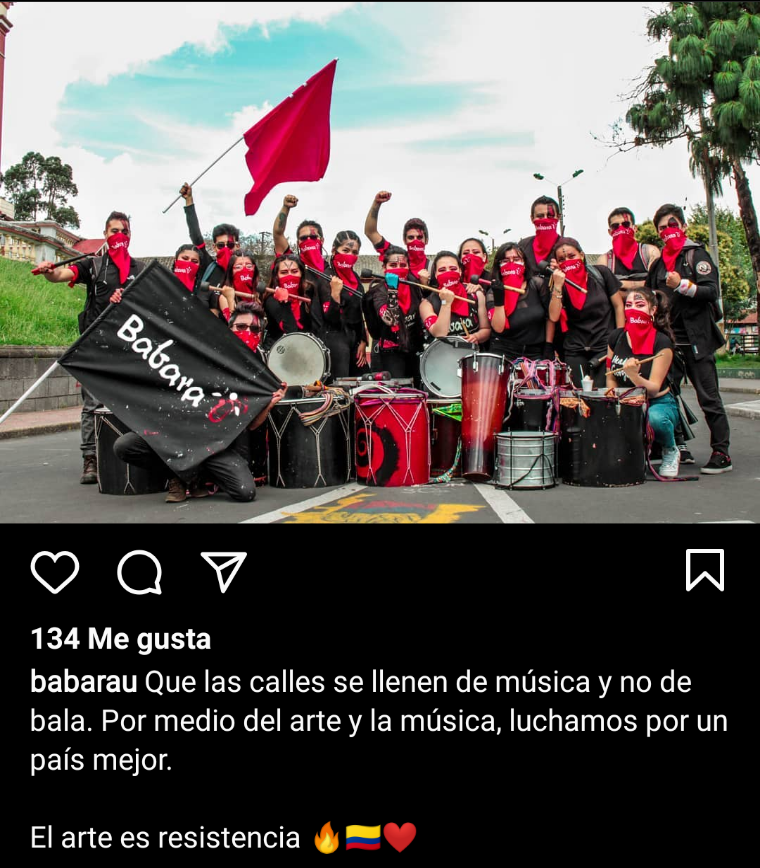 Babara
134 Me gusta
babarau Que las calles se llenen de música y no de
bala. Por medio del arte y la música, luchamos por un
país mejor.
El arte es resistencia 🔥🇨🇴❤️